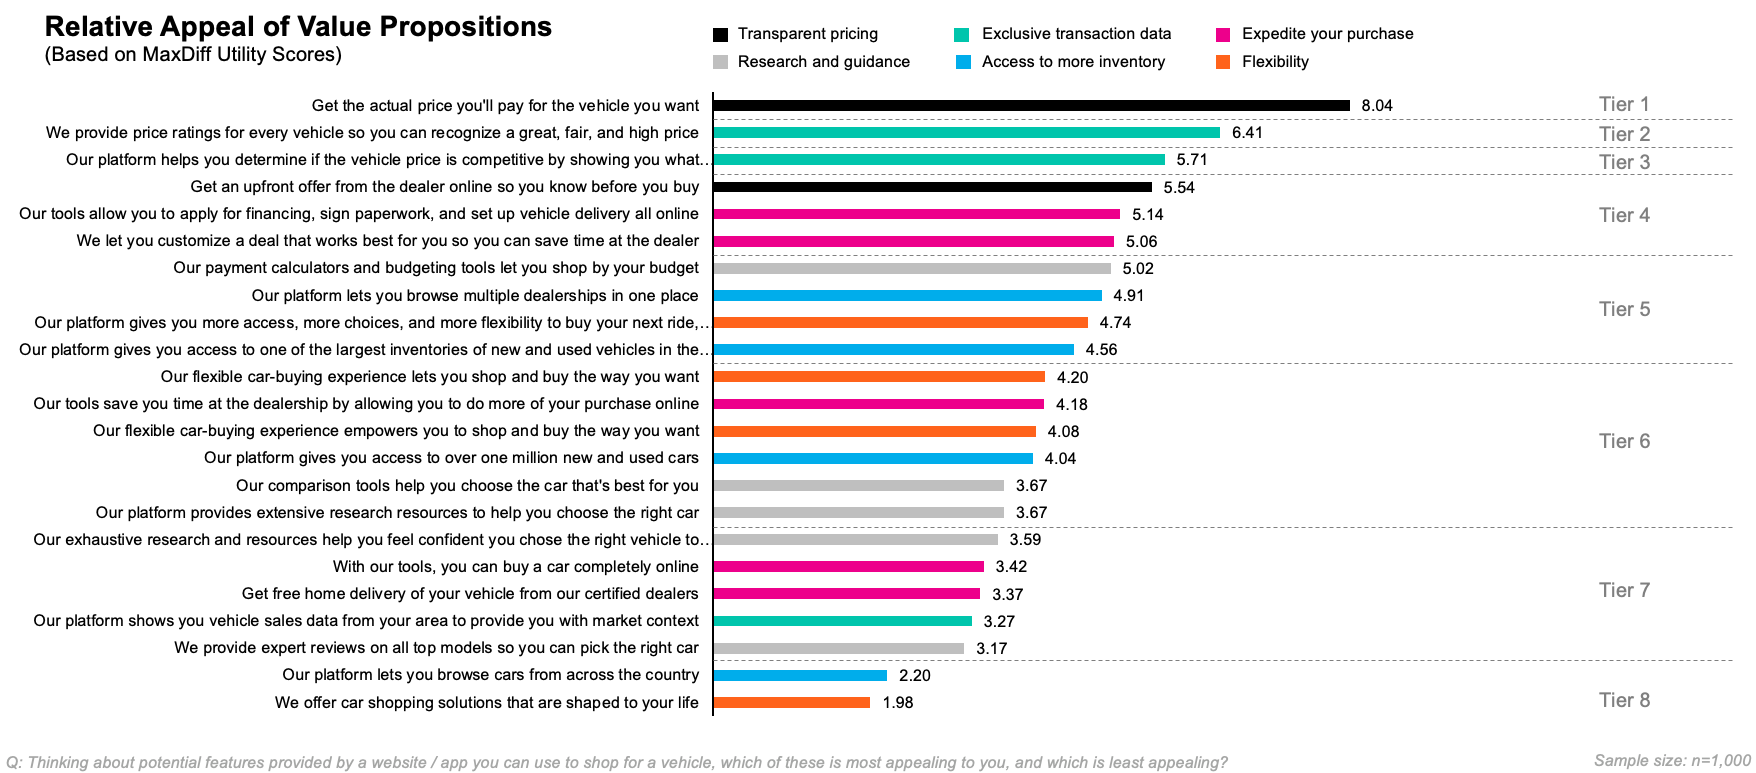 Relative Appeal of Value Propositions
(Based on MaxDiff Utility Scores)
Transparent pricing
Exclusive transaction data
Expedite your purchase
Research and guidance
Access to more inventory
Flexibility
Get the actual price you'll pay for the vehicle you want 8.04 Tier 1
We provide price ratings for every vehicle so you can recognize a great, fair, and high price 6.41 Tier 2
Our platform helps you determine if the vehicle price is competitive by showing you what... 5.71 Tier 3
Get an upfront offer from the dealer online so you know before you buy 5.54
Our tools allow you to apply for financing, sign paperwork, and set up vehicle delivery all online 5.14 Tier 4
We let you customize a deal that works best for you so you can save time at the dealer 5.06
Our payment calculators and budgeting tools let you shop by your budget 5.02
Our platform lets you browse multiple dealerships in one place 4.91
Tier 5
Our platform gives you more access, more choices, and more flexibility to buy your next ride,... 4.74
Our platform gives you access to one of the largest inventories of new and used vehicles in the... 4.56
Our flexible car-buying experience lets you shop and buy the way you want 4.20
Our tools save you time at the dealership by allowing you to do more of your purchase online 4.18
Our flexible car-buying experience empowers you to shop and buy the way you want 4.08
Tier 6
Our platform gives you access to over one million new and used cars 4.04
Our comparison tools help you choose the car that's best for you 3.67
Our platform provides extensive research resources to help you choose the right car 3.67
Our exhaustive research and resources help you feel confident you chose the right vehicle to... 3.59
With our tools, you can buy a car completely online 3.42
Get free home delivery of your vehicle from our certified dealers 3.37 Tier 7
Our platform shows you vehicle sales data from your area to provide you with market context 3.27
We provide expert reviews on all top models so you can pick the right car 3.17
Our platform lets you browse cars from across the country 2.20
We offer car shopping solutions that are shaped to your life 1.98 Tier 8
Q: Thinking about potential features provided by a website / app you can use to shop for a vehicle, which of these is most appealing to you, and which is least appealing?
Sample size: n=1,000